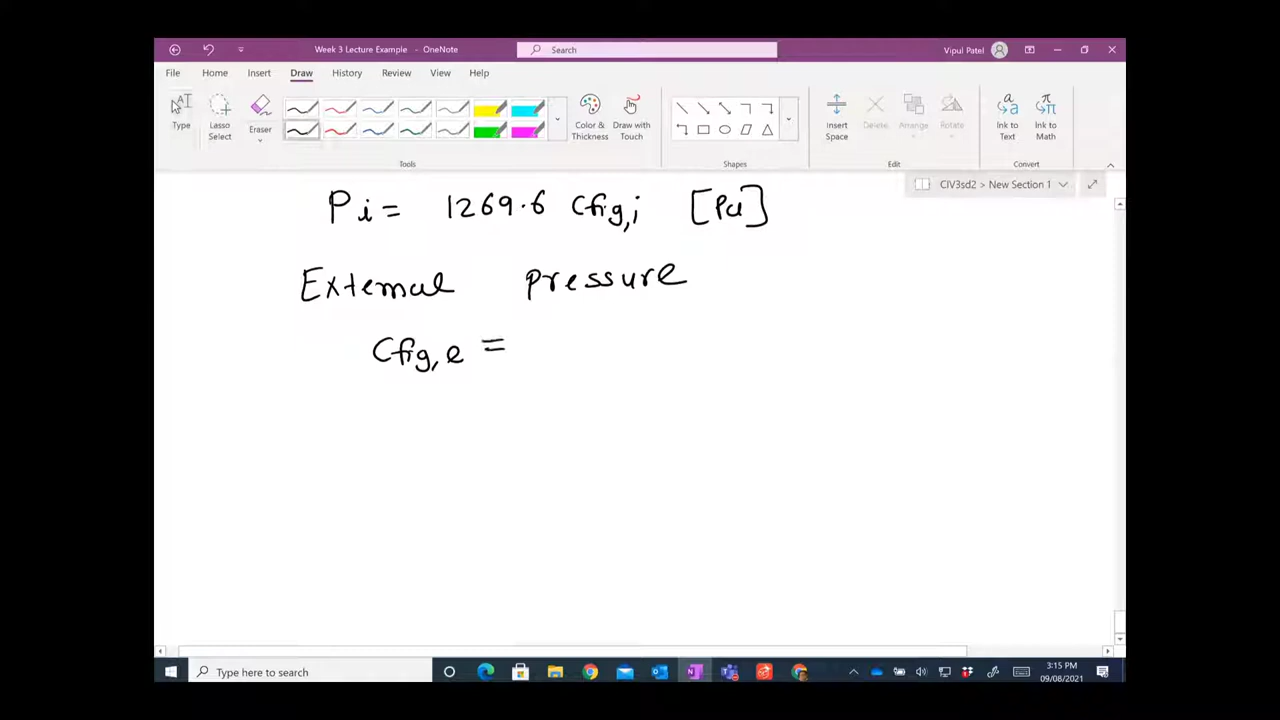 Week 3 Lecture Example - OneNote
Search
Vipul Patel
File Home Insert Draw History Review View Help
Type
Lasso Select
Eraser
Color & Thickness
Draw with Touch
Insert Space
Delete
Arrange
Rotate
Ink to Text
Ink to Math
Tools
Shapes
Edit
Convert
CIV3sd2 > New Section 1
Pi = 1269.6 Cfig,i [Pa]
External pressure
Cfig,e =
Type here to search
3:15 PM
09/08/2021